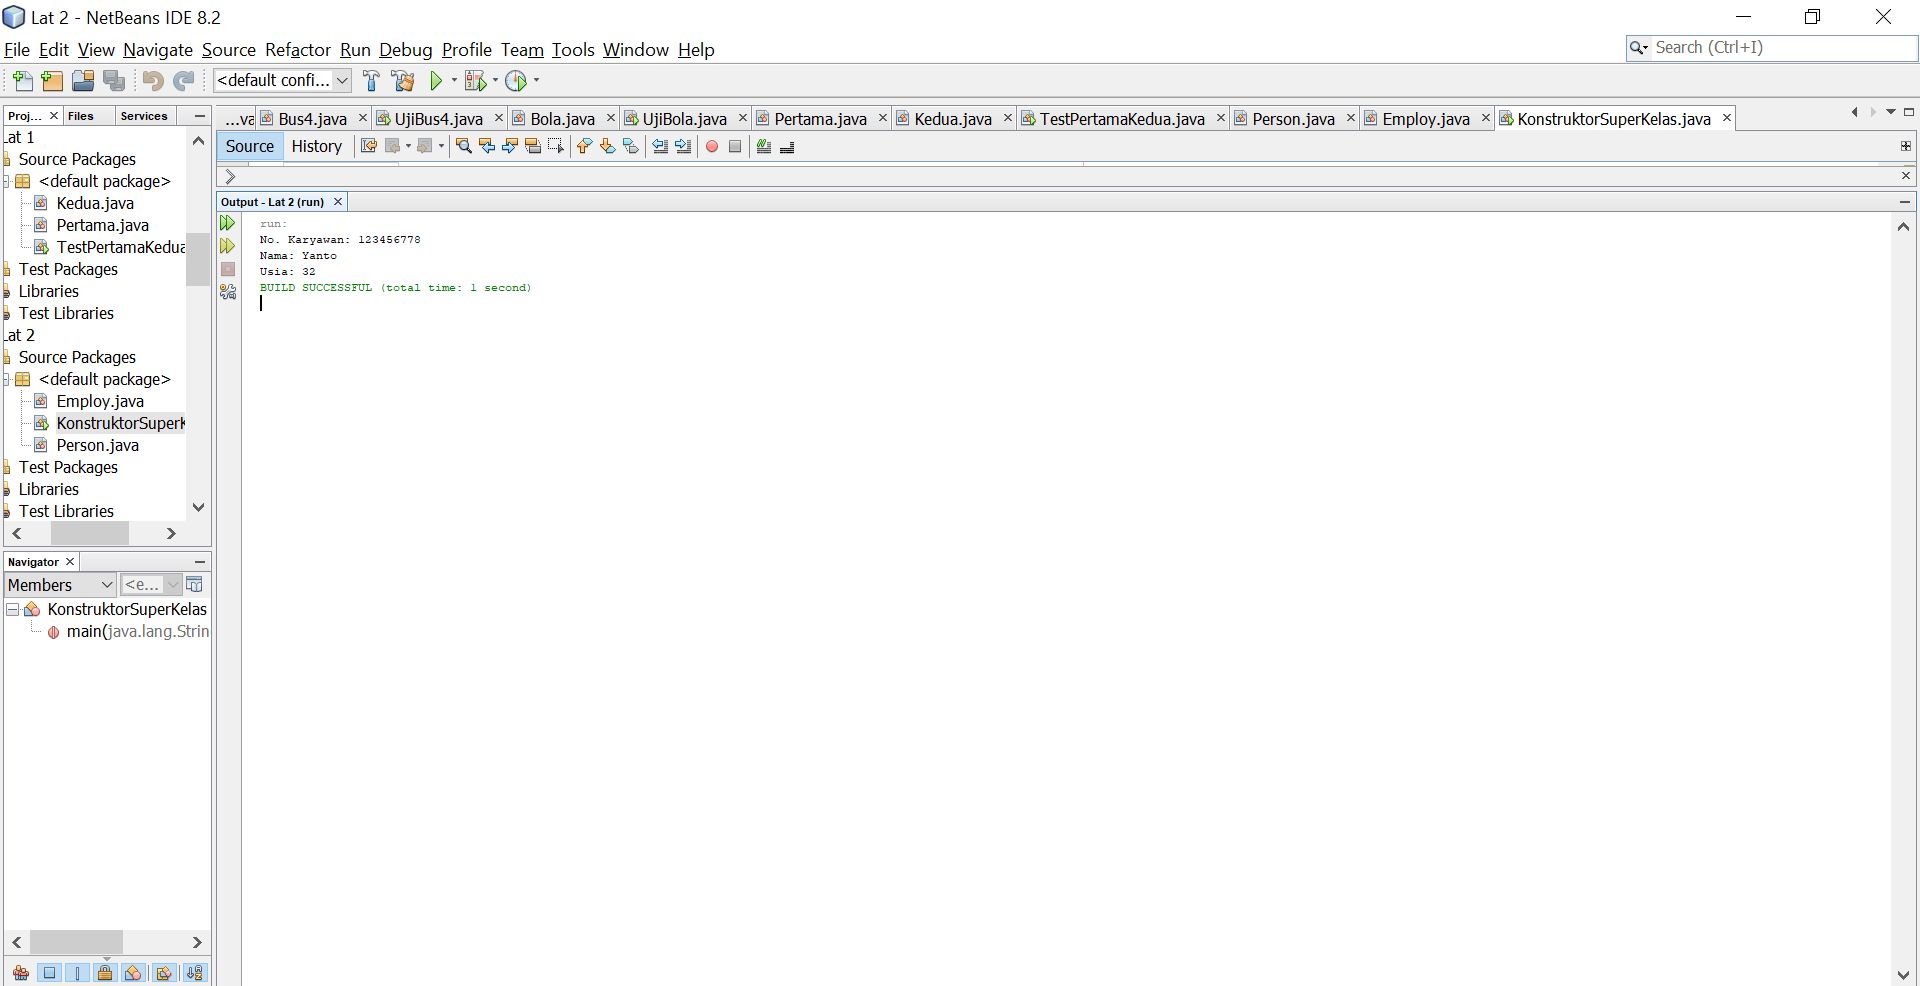 Lat 2 - NetBeans IDE 8.2
File Edit View Navigate Source Refactor Run Debug Profile Team Tools Window Help
Search (Ctrl+I)
<default confi...
Proj... Files Services
...va Bus4.java UjiBus4.java Bola.java UjiBola.java Pertama.java Kedua.java TestPertamaKedua.java Person.java Employ.java KonstruktorSuperKelas.java
Source History
Lat 1
Source Packages
<default package>
Kedua.java
Pertama.java
TestPertamaKedua
Test Packages
Libraries
Test Libraries
Lat 2
Source Packages
<default package>
Employ.java
KonstruktorSuperK
Person.java
Test Packages
Libraries
Test Libraries
Output - Lat 2 (run)
run:
No. Karyawan: 123456778
Nama: Yanto
Usia: 32
BUILD SUCCESSFUL (total time: 1 second)
Navigator
Members <e...
KonstruktorSuperKelas
main(java.lang.Strin